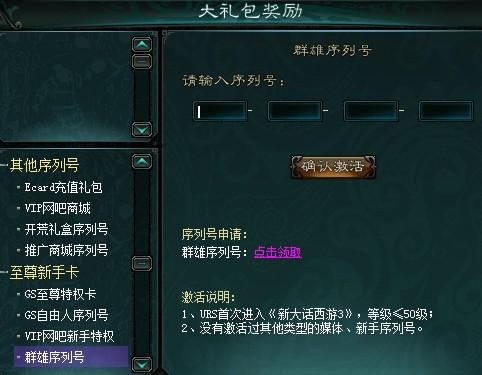 大礼包奖励
其他序列号
Ecard充值礼包
VIP网吧商城
开荒礼盒序列号
推广商城序列号
至尊新手卡
GS至尊特权卡
GS自由人序列号
VIP网吧新手特权
群雄序列号
群雄序列号
请输入序列号：
- - -
确认激活
序列号申请：
群雄序列号：点击领取
激活说明：
1、URS首次进入《新大话西游3》，等级≤50级；
2、没有激活过其他类型的媒体、新手序列号。